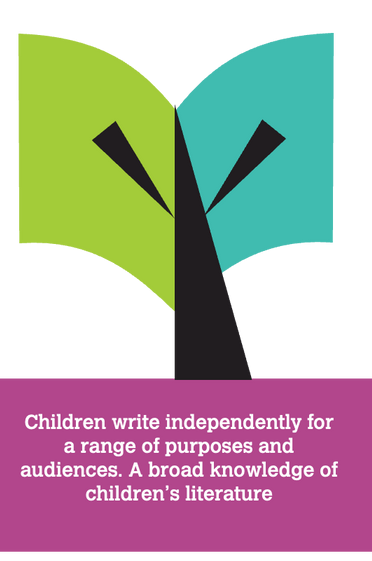 Children write independently for
a range of purposes and
audiences. A broad knowledge of
children’s literature